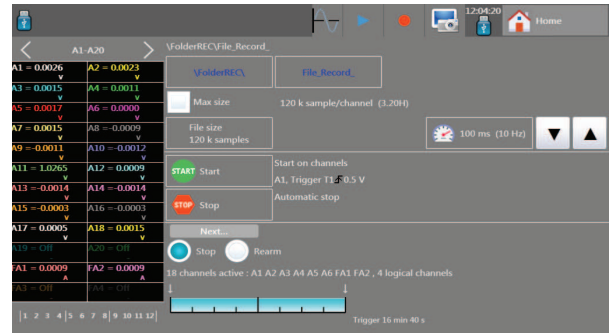 12:04:20
Home
A1-A20
\FolderREC\File_Record_
A1 = 0.0026 A2 = 0.0023
V V
A3 = 0.0015 A4 = 0.0011
V V
A5 = 0.0017 A6 = 0.0000
V V
A7 = 0.0015 A8 =-0.0009
V V
A9 =-0.0011 A10 =-0.0012
V V
A11 = 1.0265 A12 = 0.0009
V V
A13 =-0.0014 A14 =-0.0014
V V
A15 =-0.0003 A16 =-0.0003
V V
A17 = 0.0005 A18 = 0.0015
V V
A19 = Off A20 = Off
FA1 = 0.0009 FA2 = 0.0009
A A
FA3 = Off FA4 = Off
1 2 3 4 5 6 7 8 9 10 11 12
\FolderREC\ File_Record_
Max size 120 k sample/channel (3.20H)
File size
120 k samples
100 ms (10 Hz)
START Start
Start on channels
A1, Trigger T1 0.5 V
STOP Stop
Automatic stop
Next...
Stop Rearm
18 channels active : A1 A2 A3 A4 A5 A6 FA1 FA2 , 4 logical channels
Trigger 16 min 40 s